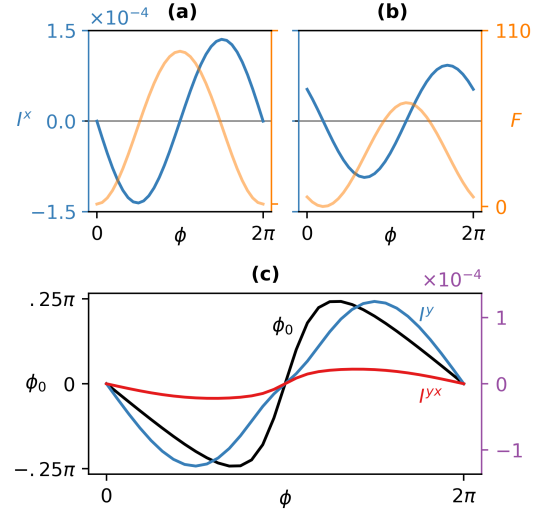 ×10⁻⁴ (a) (b)
1.5 110
Iˣ 0.0 F
−1.5 0
0 ϕ 2π 0 ϕ 2π
(c) ×10⁻⁴
.25π
ϕ₀ Iʸ 1
ϕ₀ 0 0
Iʸˣ
−.25π −1
0 ϕ 2π